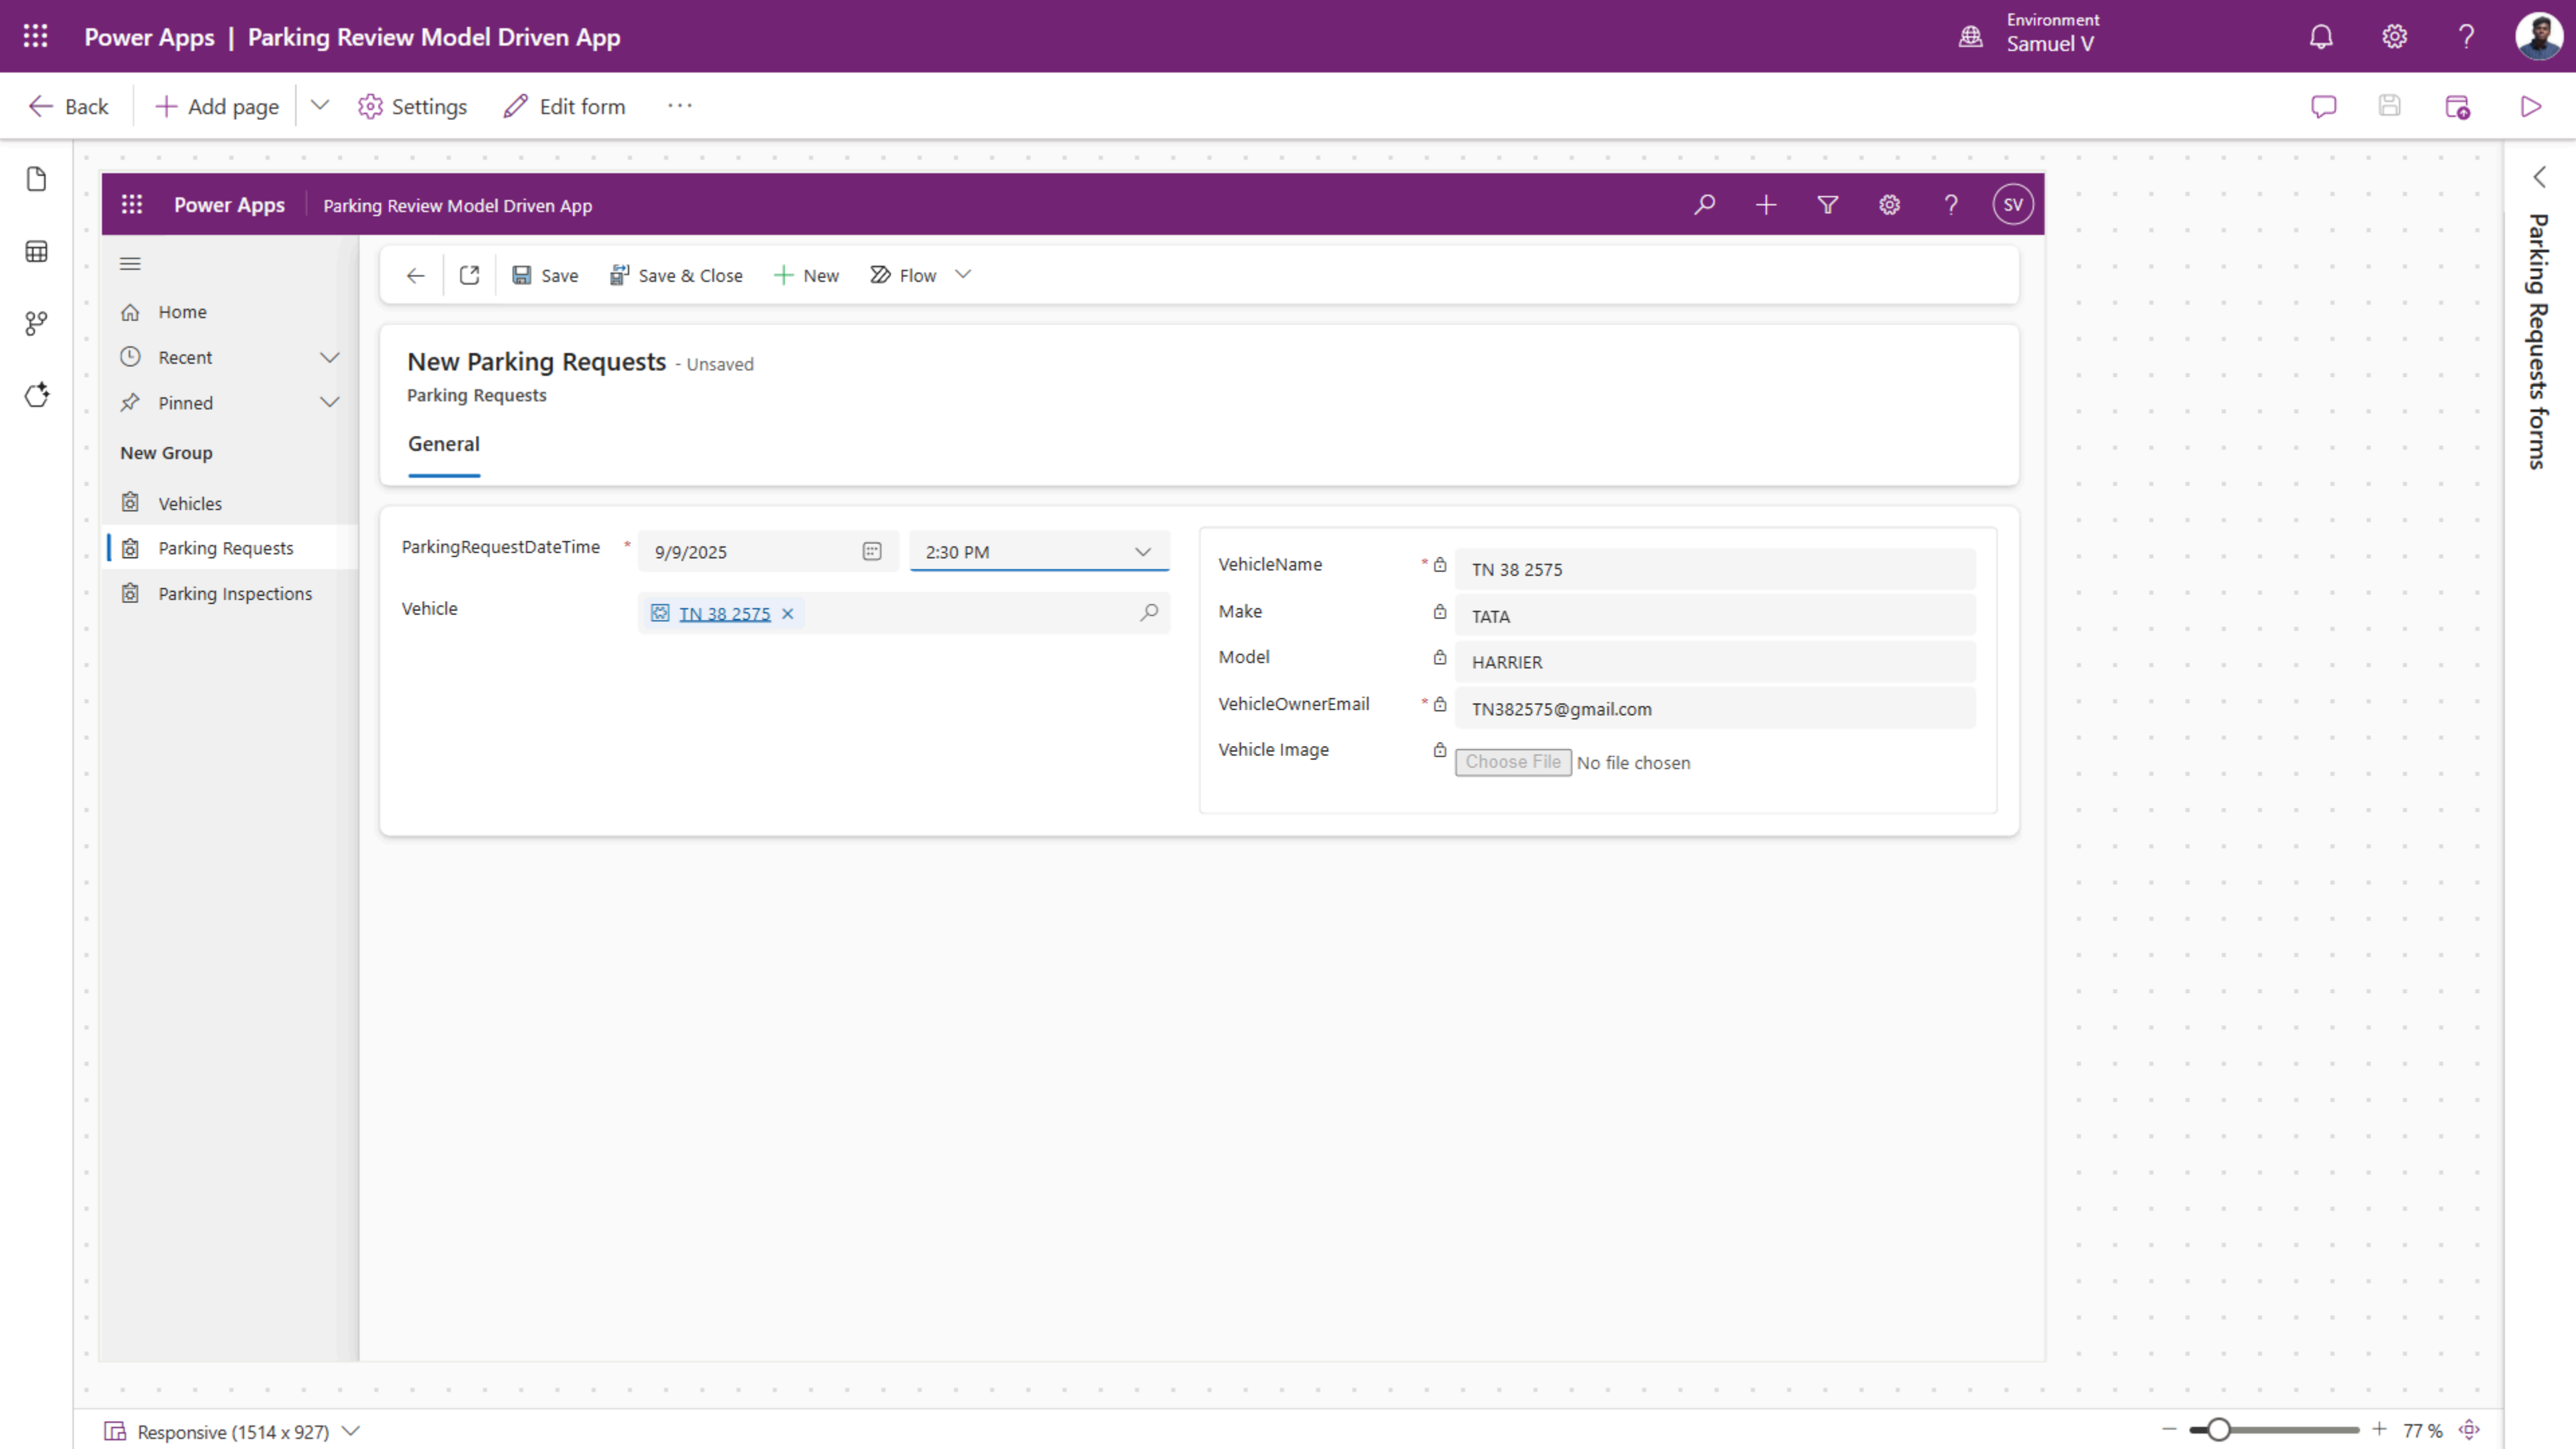 Power Apps | Parking Review Model Driven App
Environment
Samuel V
Back
Add page
Settings
Edit form
Power Apps
Parking Review Model Driven App
SV
Home
Recent
Pinned
New Group
Vehicles
Parking Requests
Parking Inspections
Save
Save & Close
New
Flow
New Parking Requests - Unsaved
Parking Requests
General
ParkingRequestDateTime *
9/9/2025
2:30 PM
Vehicle
TN 38 2575
VehicleName * TN 38 2575
Make TATA
Model HARRIER
VehicleOwnerEmail * TN382575@gmail.com
Vehicle Image Choose File No file chosen
Parking Requests forms
Responsive (1514 x 927)
77 %